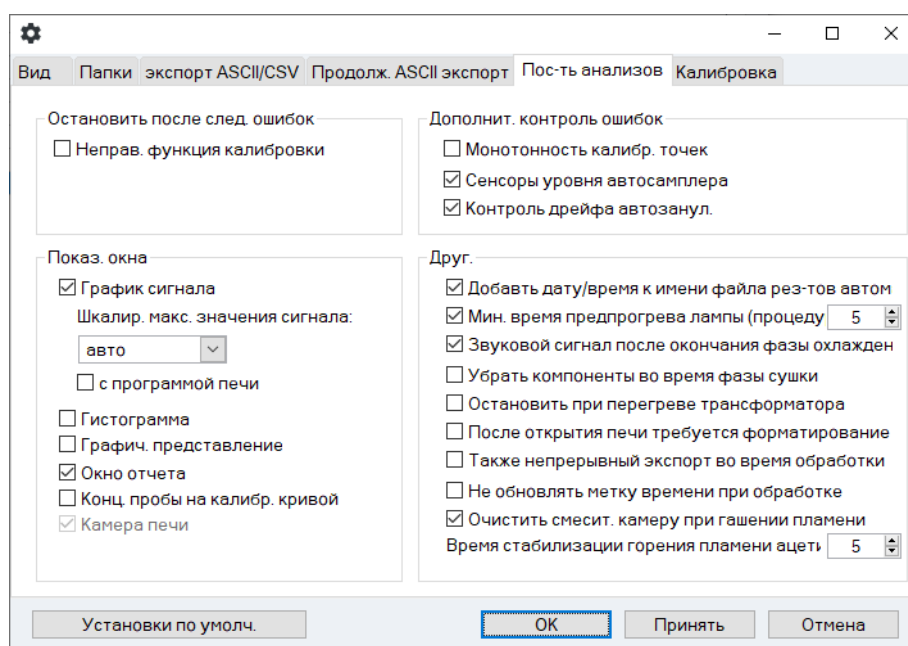 Вид Папки экспорт ASCII/CSV Продолж. ASCII экспорт Пос-ть анализов Калибровка
Остановить после след. ошибок
Неправ. функция калибровки
Дополнит. контроль ошибок
Монотонность калибр. точек
Сенсоры уровня автосамплера
Контроль дрейфа автозанул.
Показ. окна
График сигнала
Шкалир. макс. значения сигнала:
авто
с программой печи
Гистограмма
Графич. представление
Окно отчета
Конц. пробы на калибр. кривой
Камера печи
Друг.
Добавть дату/время к имени файла рез-тов автом
Мин. время предпрогрева лампы (процеду 5
Звуковой сигнал после окончания фазы охлажден
Убрать компоненты во время фазы сушки
Остановить при перегреве трансформатора
После открытия печи требуется форматирование
Также непрерывный экспорт во время обработки
Не обновлять метку времени при обработке
Очистить смесит. камеру при гашении пламени
Время стабилизации горения пламени ацети 5
Установки по умолч. OK Принять Отмена